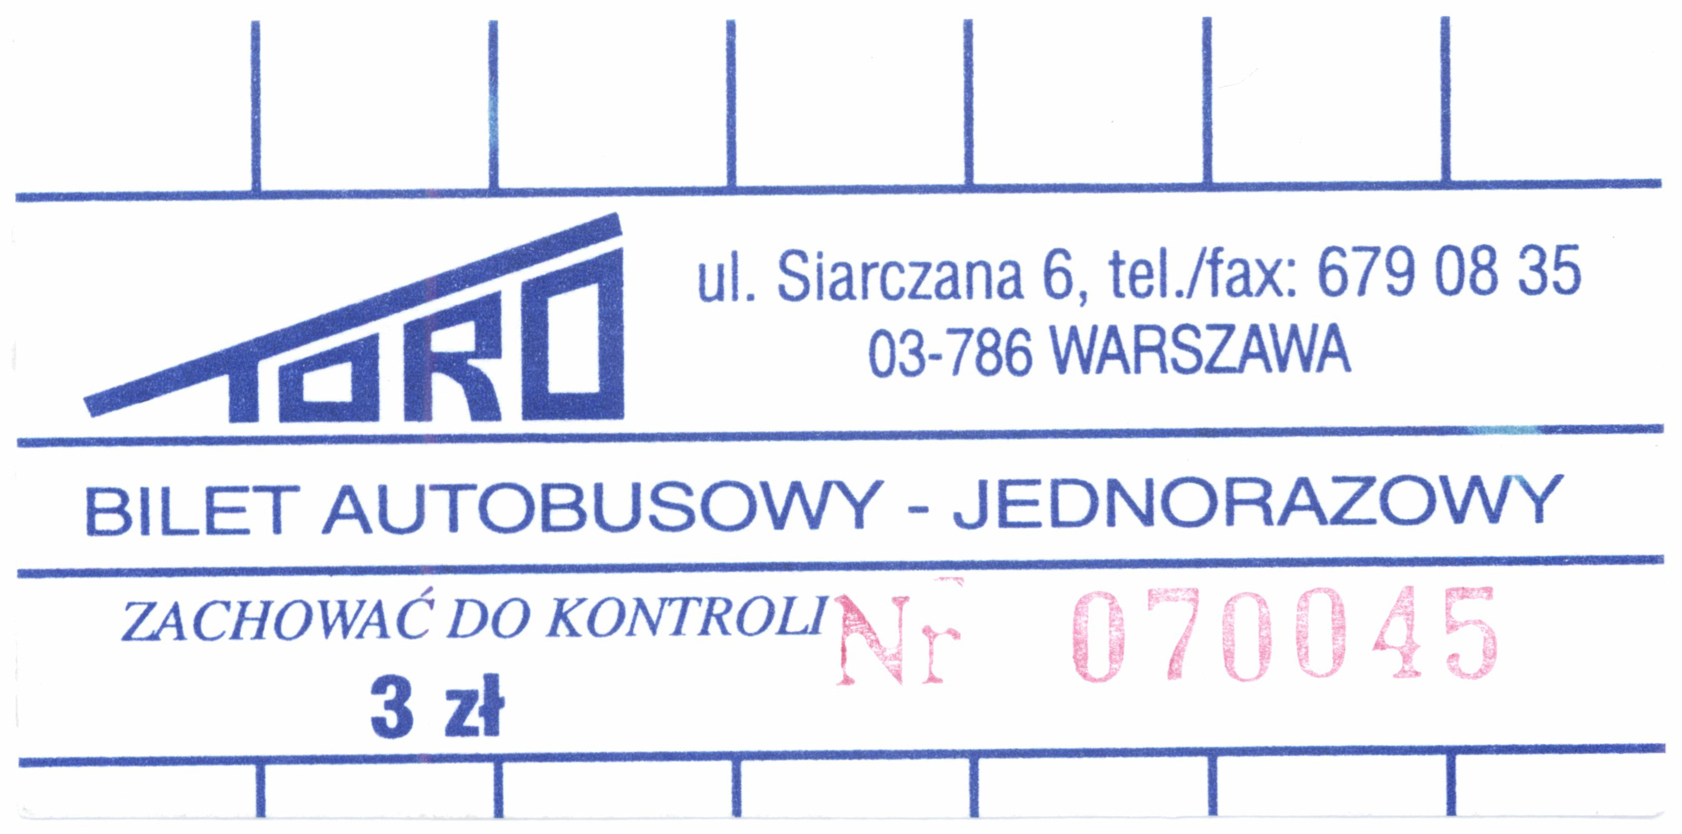 TORO
ul. Siarczana 6, tel./fax: 679 08 35
03-786 WARSZAWA
BILET AUTOBUSOWY - JEDNORAZOWY
ZACHOWAĆ DO KONTROLI
Nr 070045
3 zł